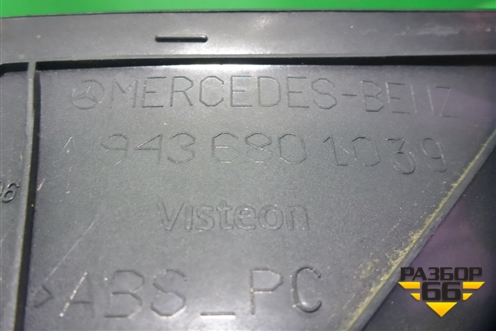 MERCEDES-BENZ
A 943 680 1039
Visteon
>ABS_PC
РАЗБОР
66